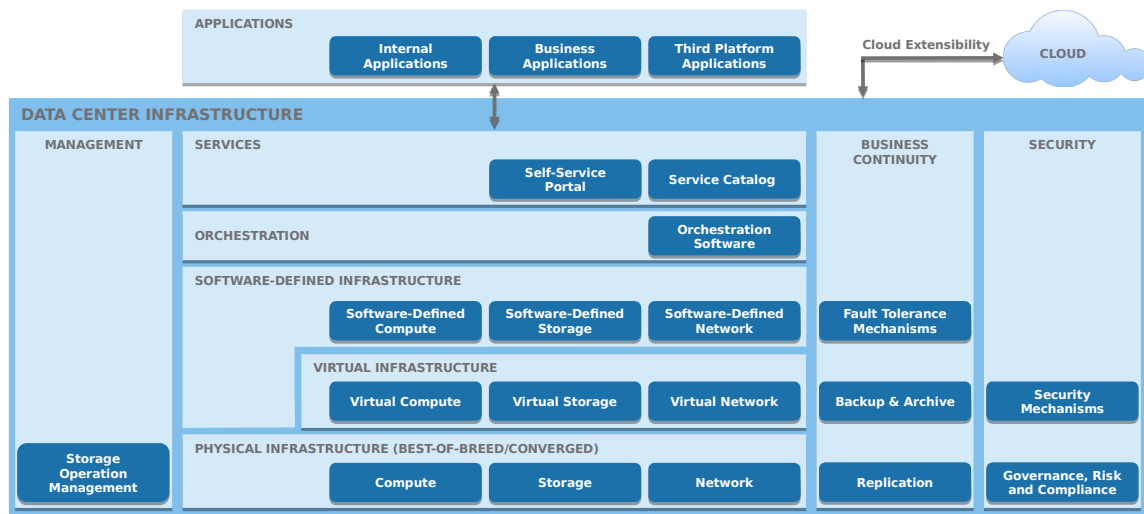 APPLICATIONS
Internal
Applications
Business
Applications
Third Platform
Applications
Cloud Extensibility
CLOUD
DATA CENTER INFRASTRUCTURE
MANAGEMENT
Storage
Operation
Management
SERVICES
Self-Service
Portal
Service Catalog
ORCHESTRATION
Orchestration
Software
SOFTWARE-DEFINED INFRASTRUCTURE
Software-Defined
Compute
Software-Defined
Storage
Software-Defined
Network
VIRTUAL INFRASTRUCTURE
Virtual Compute
Virtual Storage
Virtual Network
PHYSICAL INFRASTRUCTURE (BEST-OF-BREED/CONVERGED)
Compute
Storage
Network
BUSINESS
CONTINUITY
Fault Tolerance
Mechanisms
Backup & Archive
Replication
SECURITY
Security
Mechanisms
Governance, Risk
and Compliance